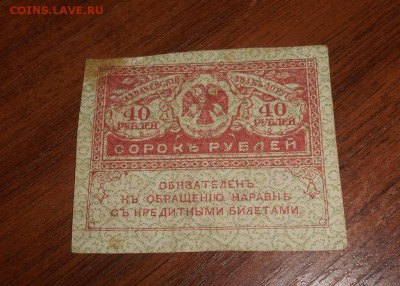 COINS.LAVE.RU
КАЗНАЧЕЙСКІЙ ЗНАКЪ
40 40
РУБЛЕЙ РУБЛЕЙ
СОРОКЪ РУБЛЕЙ
ОБЯЗАТЕЛЕНЪ
КЪ ОБРАЩЕНІЮ НАРАВНѢ
СЪ КРЕДИТНЫМИ БИЛЕТАМИ.